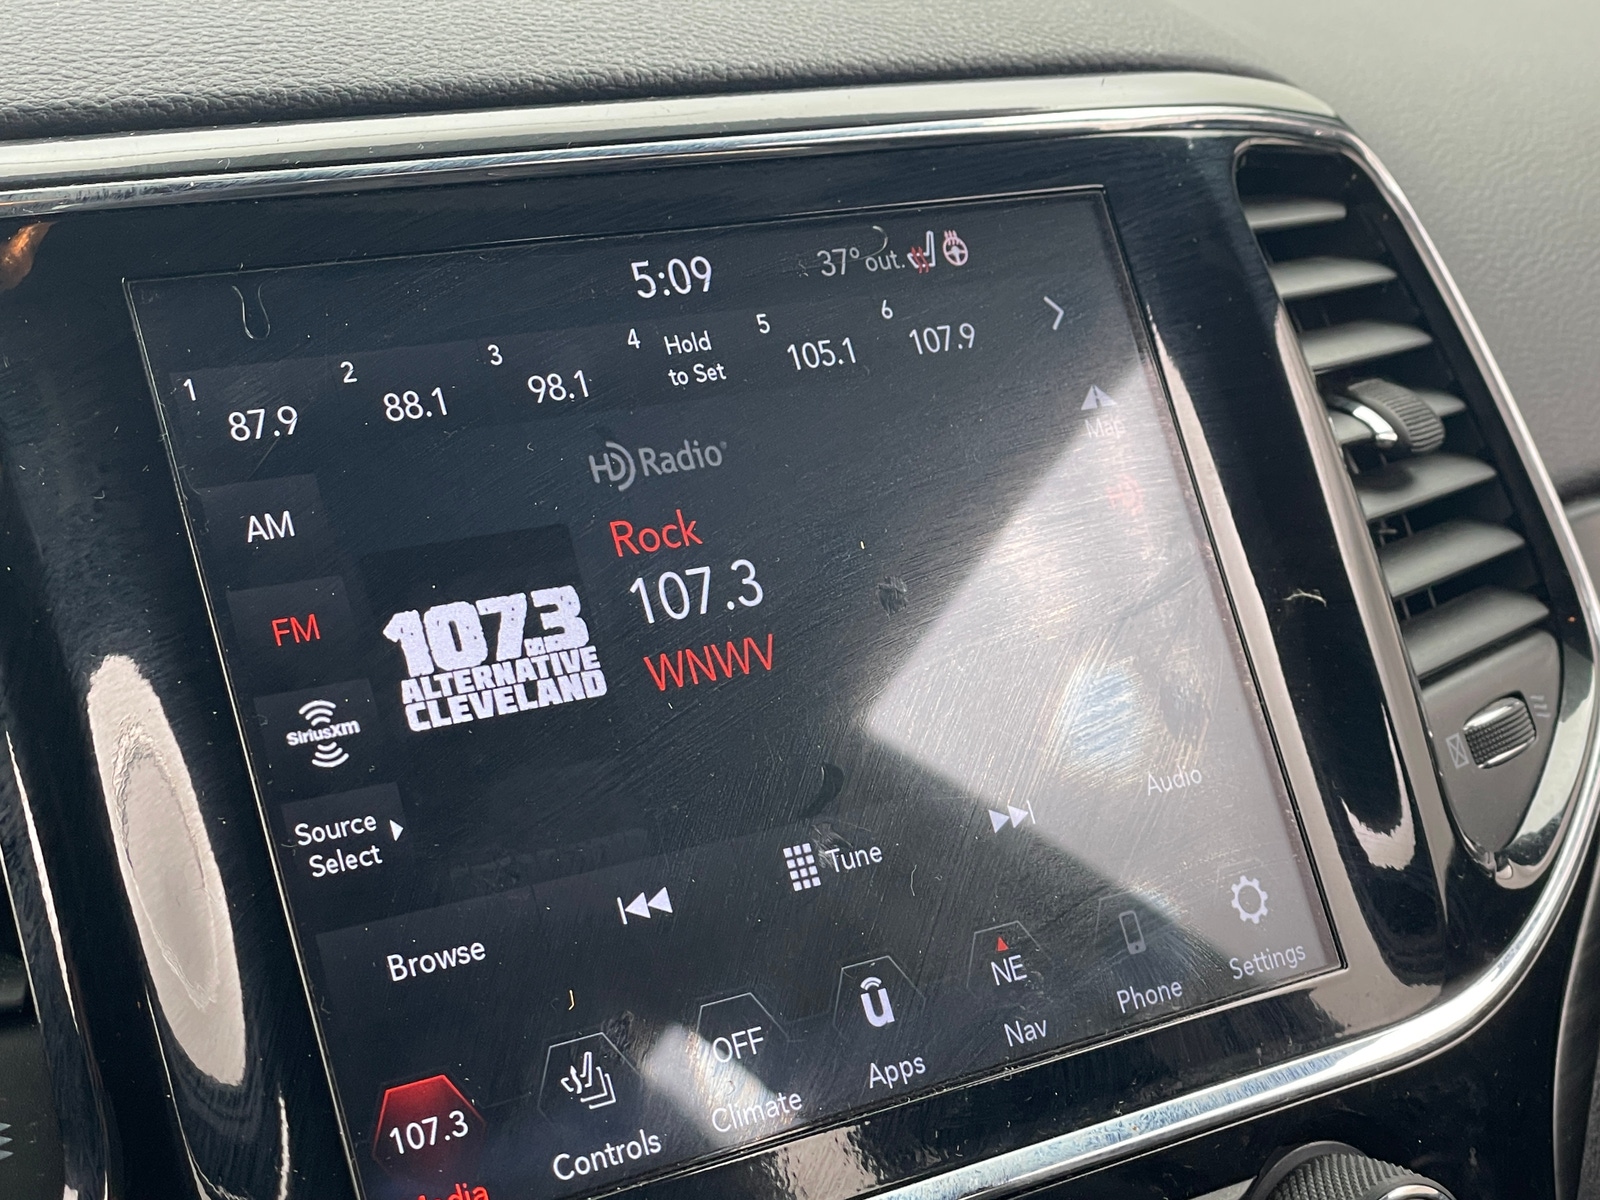 5:09
37° out.
1
87.9
2
88.1
3
98.1
4
Hold
to Set
5
105.1
6
107.9
HD Radio®
Map
AM
FM
SiriusXm
Source
Select
107.3
ALTERNATIVE
CLEVELAND
Rock
107.3
WNWV
Audio
Browse
Tune
107.3
Media
Controls
OFF
Climate
Apps
NE
Nav
Phone
Settings